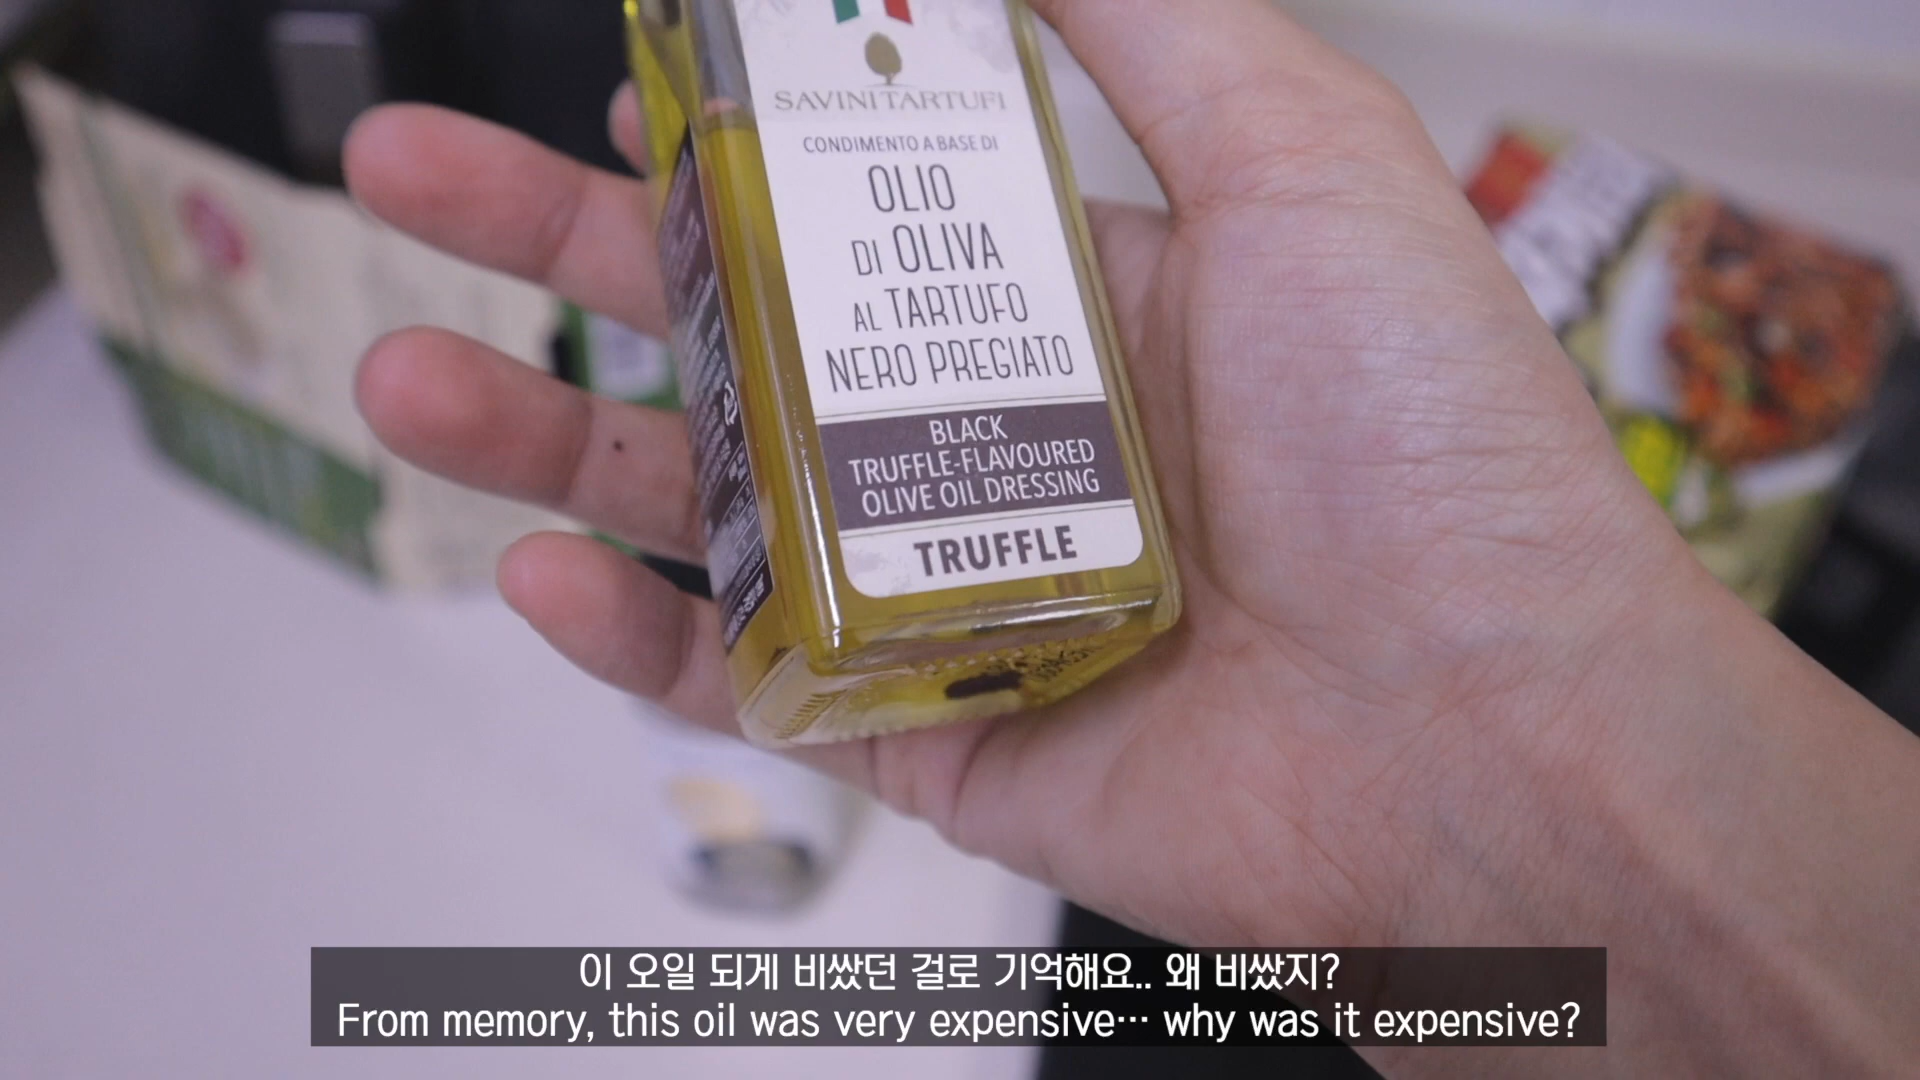 SAVINITARTUFI
CONDIMENTO A BASE DI
OLIO
DI OLIVA
AL TARTUFO
NERO PREGIATO
BLACK
TRUFFLE-FLAVOURED
OLIVE OIL DRESSING
TRUFFLE
이 오일 되게 비쌌던 걸로 기억해요.. 왜 비쌌지?
From memory, this oil was very expensive… why was it expensive?